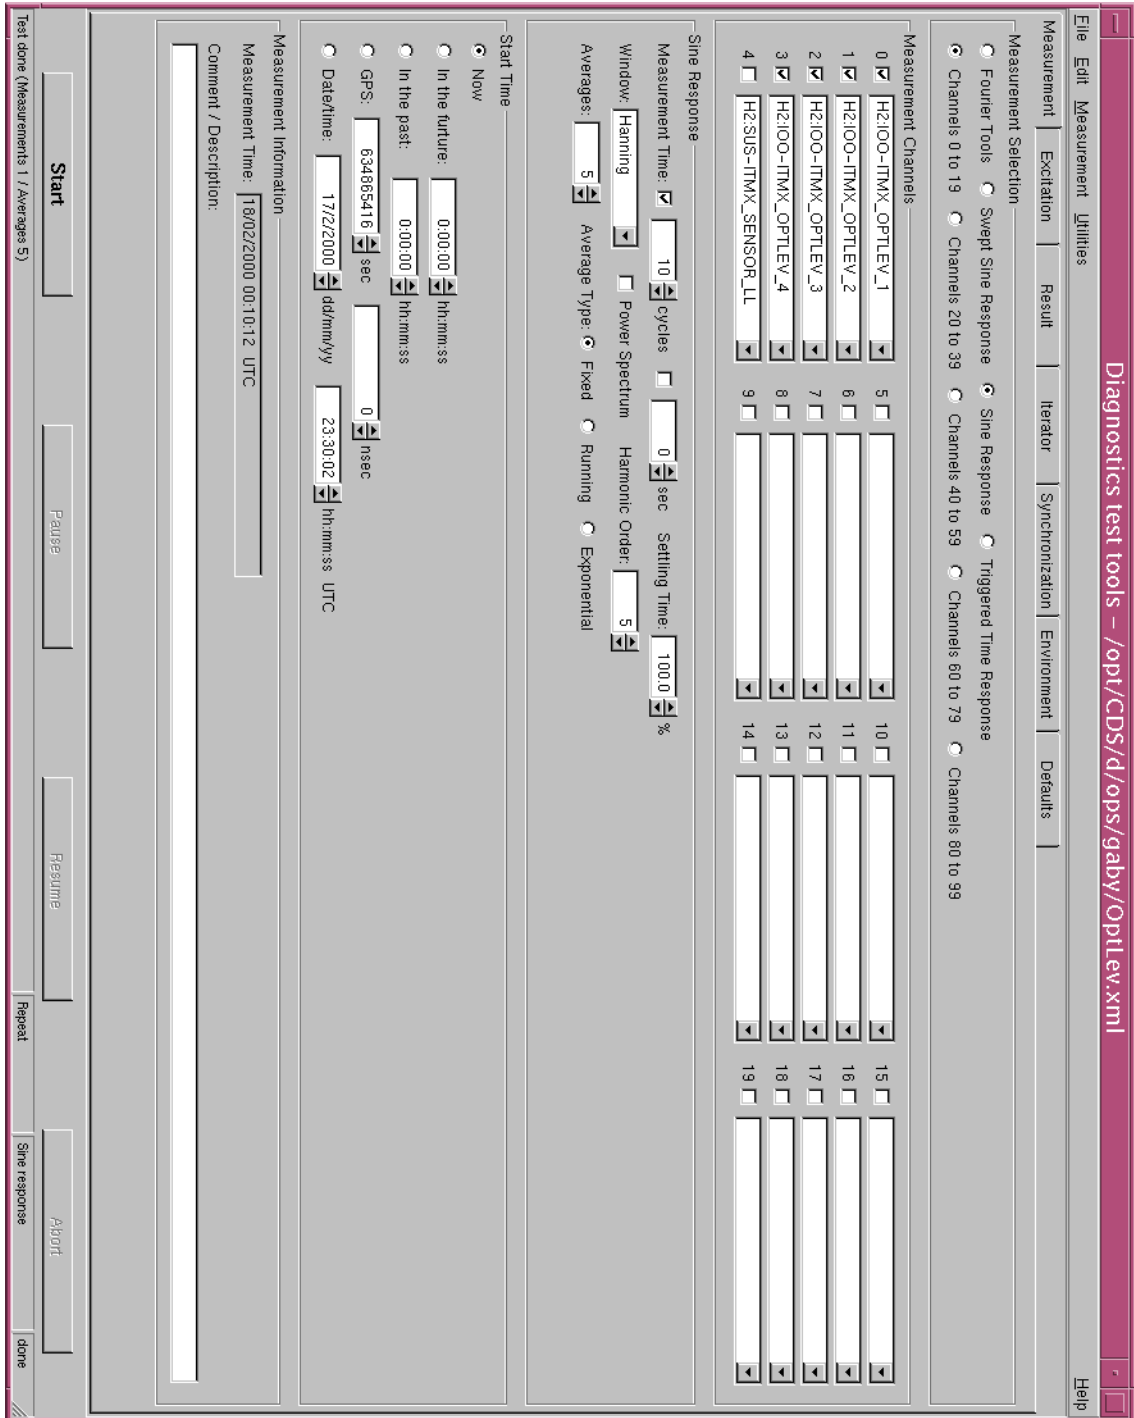 Diagnostics test tools – /opt/CDS/d/ops/gaby/OptLev.xml
File Edit Measurement Utilities Help
Measurement Excitation Result Iterator Synchronization Environment Defaults
Measurement Selection
Fourier Tools Swept Sine Response Sine Response Triggered Time Response
Channels 0 to 19 Channels 20 to 39 Channels 40 to 59 Channels 60 to 79 Channels 80 to 99
Measurement Channels
0 H2:IOO-ITMX_OPTLEV_1 5 10 15
1 H2:IOO-ITMX_OPTLEV_2 6 11 16
2 H2:IOO-ITMX_OPTLEV_3 7 12 17
3 H2:IOO-ITMX_OPTLEV_4 8 13 18
4 H2:SUS-ITMX_SENSOR_LL 9 14 19
Sine Response
Measurement Time: 10 cycles 0 sec Settling Time: 100.0 %
Window: Hanning Power Spectrum Harmonic Order: 5
Averages: 5 Average Type: Fixed Running Exponential
Start Time
Now
In the furture: 0:00:00 hh:mm:ss
In the past: 0:00:00 hh:mm:ss
GPS: 634865416 sec 0 nsec
Date/time: 17/2/2000 dd/mm/yy 23:30:02 hh:mm:ss UTC
Measurement Information
Measurement Time: 18/02/2000 00:10:12 UTC
Comment / Description:
Start Pause Resume Abort
Test done (Measurements 1 / Averages 5) Repeat Sine response done